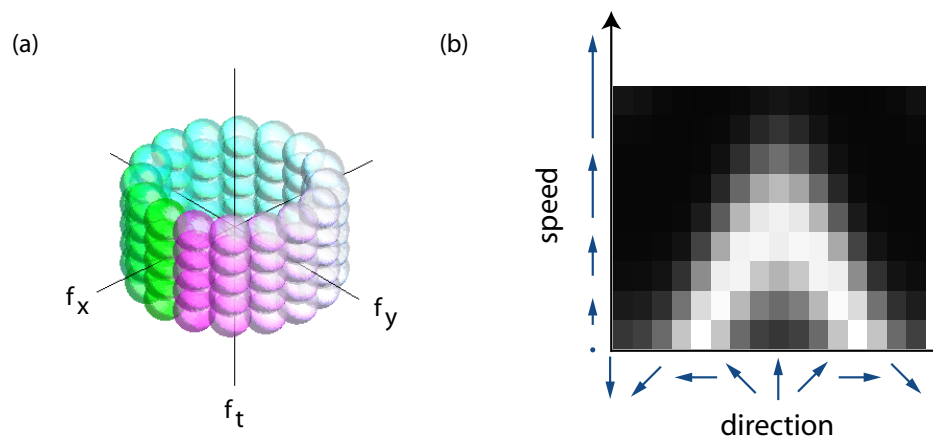 (a)
f_x
f_y
f_t
(b)
speed
direction